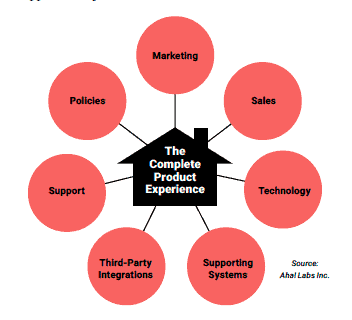 Marketing
Policies
Sales
The
Complete
Product
Experience
Support
Technology
Third-Party
Integrations
Supporting
Systems
Source:
Aha! Labs Inc.